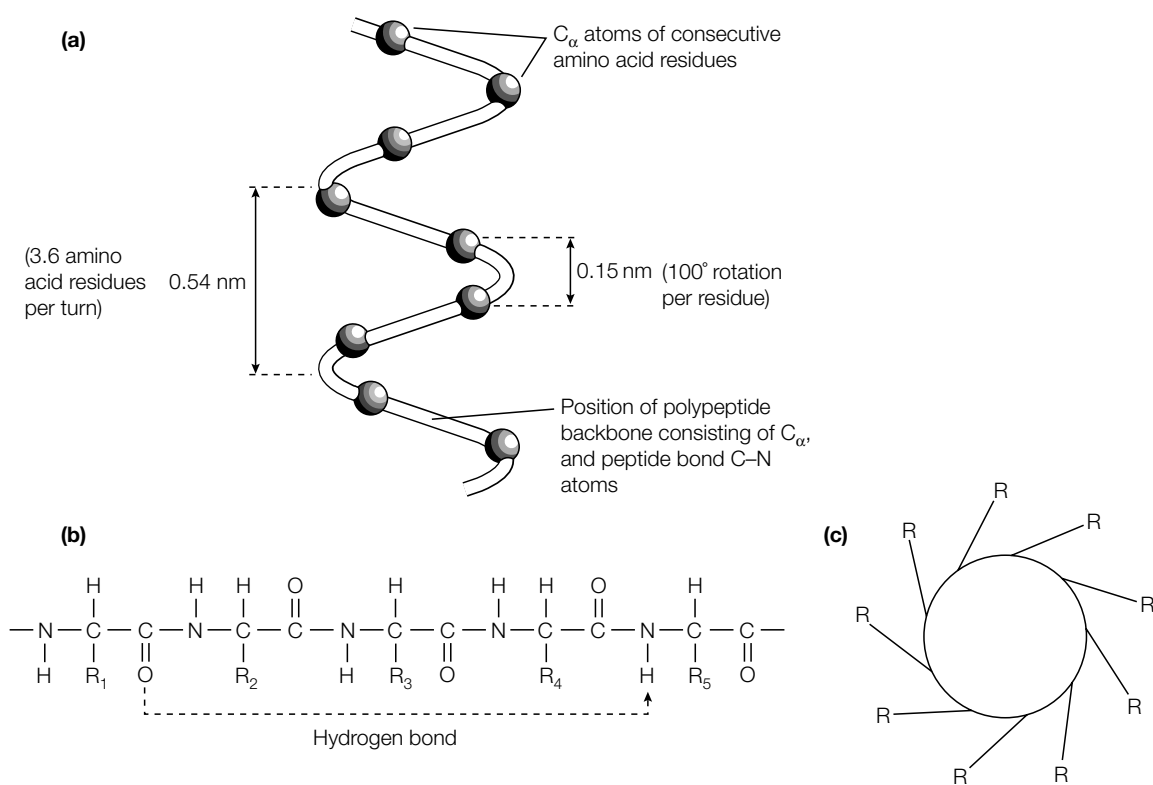 (a)
C_α atoms of consecutive
amino acid residues
(3.6 amino
acid residues
per turn)
0.54 nm
0.15 nm
(100° rotation
per residue)
Position of polypeptide
backbone consisting of C_α,
and peptide bond C–N
atoms
(b)
H H H O H H H O H
N C C N C C N C C N C C N C C
H R₁ O R₂ H R₃ O R₄ H R₅ O
Hydrogen bond
(c)
R
R
R
R
R
R
R
R
R
R